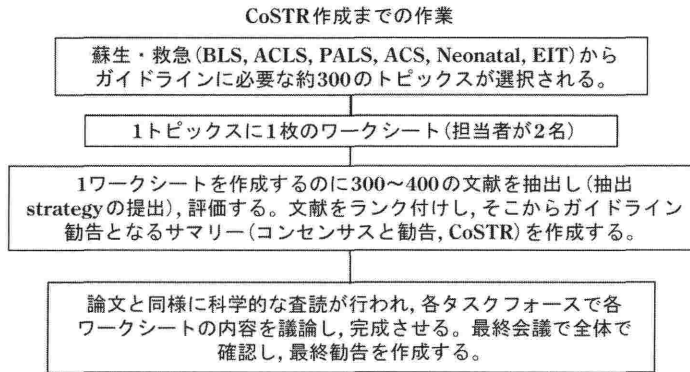 CoSTR作成までの作業
蘇生・救急(BLS, ACLS, PALS, ACS, Neonatal, EIT)から
ガイドラインに必要な約300のトピックスが選択される。
1トピックスに1枚のワークシート(担当者が2名)
1ワークシートを作成するのに300〜400の文献を抽出し(抽出
strategyの提出), 評価する。文献をランク付けし, そこからガイドライン
勧告となるサマリー(コンセンサスと勧告, CoSTR)を作成する。
論文と同様に科学的な査読が行われ, 各タスクフォースで各
ワークシートの内容を議論し, 完成させる。最終会議で全体で
確認し, 最終勧告を作成する。